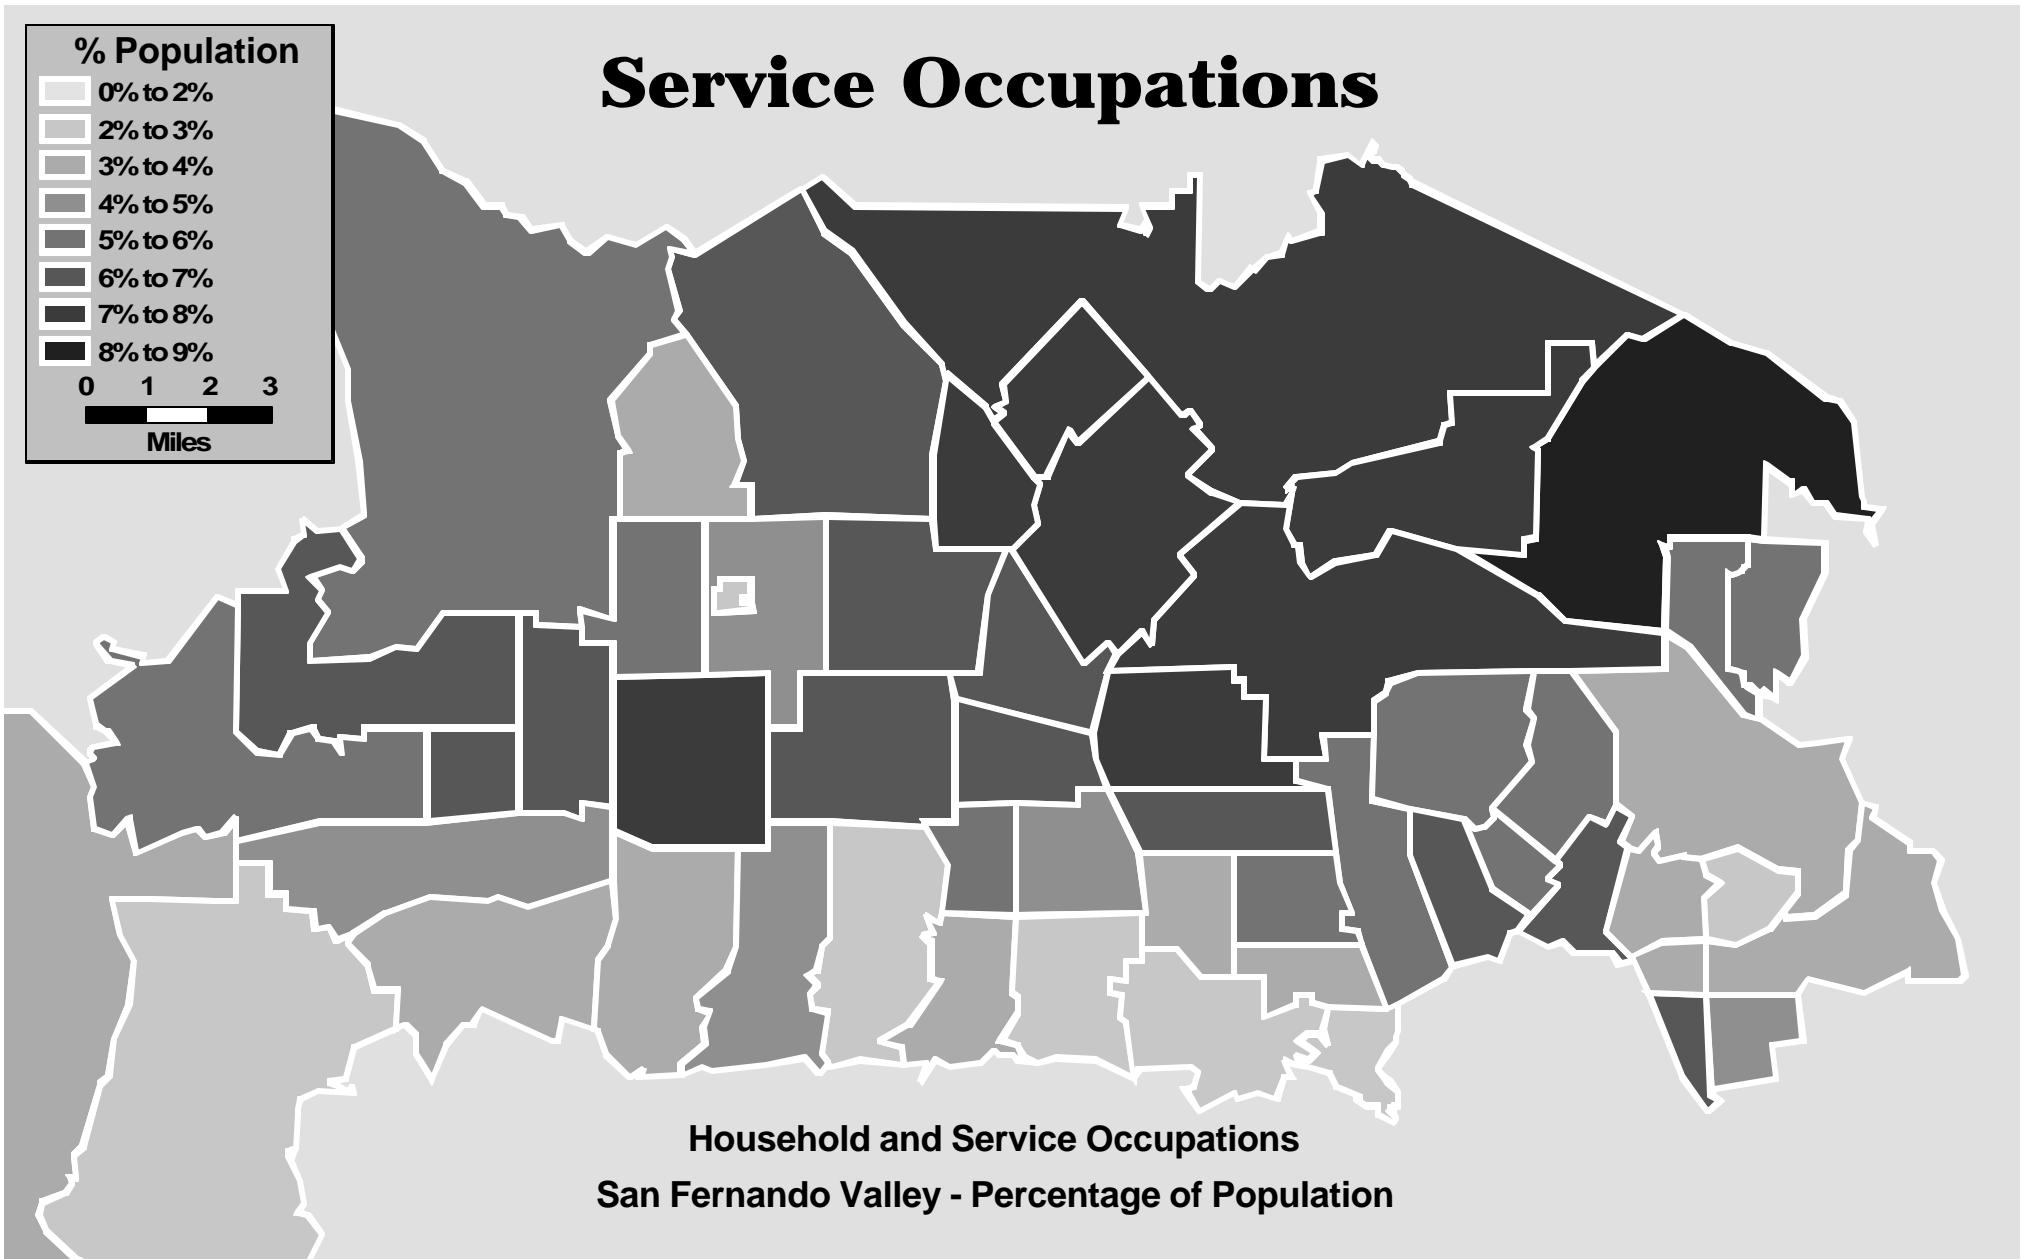 % Population
0% to 2%
2% to 3%
3% to 4%
4% to 5%
5% to 6%
6% to 7%
7% to 8%
8% to 9%
0 1 2 3
Miles
Service Occupations
Household and Service Occupations
San Fernando Valley - Percentage of Population